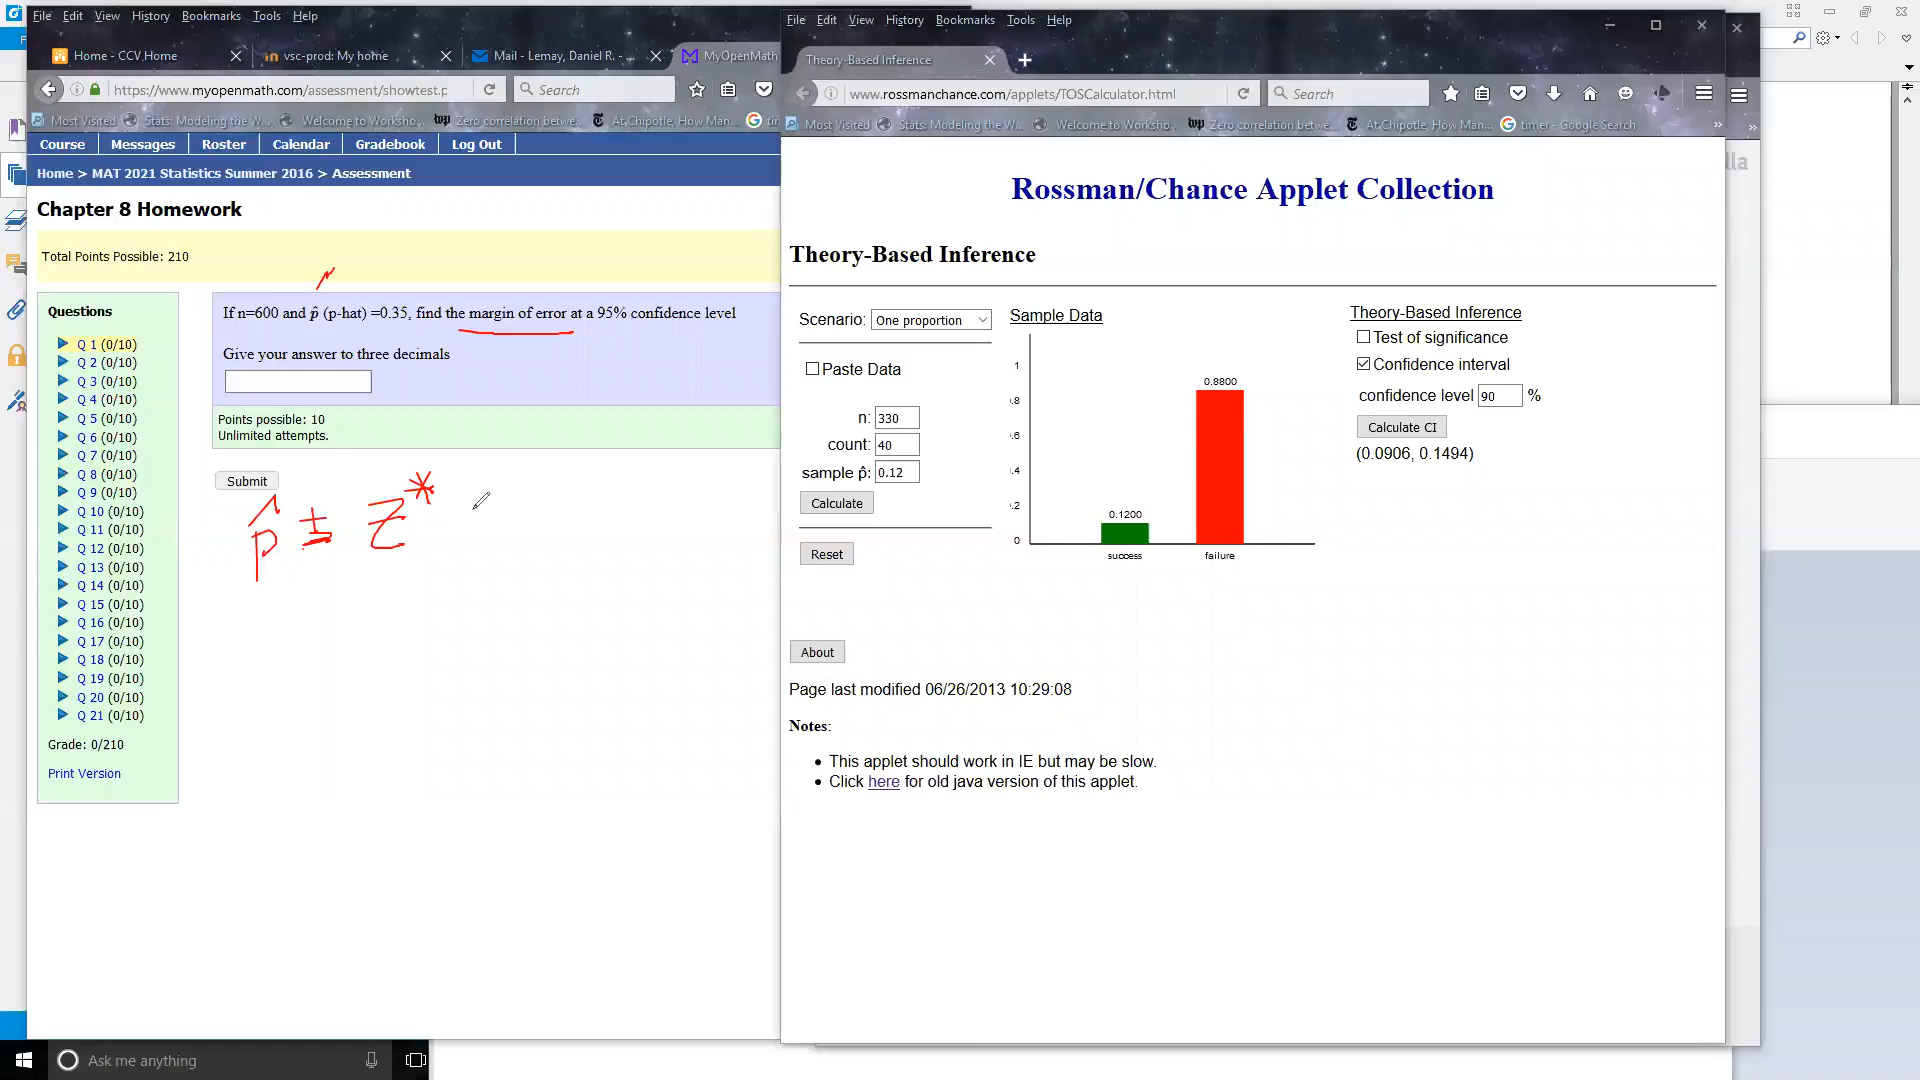 File Edit View History Bookmarks Tools Help
Home - CCV Home
vsc-prod: My home
Mail - Lemay, Daniel R. - ...
MyOpenMath
https://www.myopenmath.com/assessment/showtest.p
Search
Most Visited Stats: Modeling the W... Welcome to Worksho... Zero correlation betwe... At Chipotle, How Man...
Course Messages Roster Calendar Gradebook Log Out
Home > MAT 2021 Statistics Summer 2016 > Assessment
Chapter 8 Homework
Total Points Possible: 210
Questions
Q 1 (0/10)
Q 2 (0/10)
Q 3 (0/10)
Q 4 (0/10)
Q 5 (0/10)
Q 6 (0/10)
Q 7 (0/10)
Q 8 (0/10)
Q 9 (0/10)
Q 10 (0/10)
Q 11 (0/10)
Q 12 (0/10)
Q 13 (0/10)
Q 14 (0/10)
Q 15 (0/10)
Q 16 (0/10)
Q 17 (0/10)
Q 18 (0/10)
Q 19 (0/10)
Q 20 (0/10)
Q 21 (0/10)
Grade: 0/210
Print Version
If n=600 and p̂ (p-hat) =0.35, find the margin of error at a 95% confidence level
Give your answer to three decimals
Points possible: 10
Unlimited attempts.
Submit
p̂ ± z*
File Edit View History Bookmarks Tools Help
Theory-Based Inference
www.rossmanchance.com/applets/TOSCalculator.html
Search
Most Visited Stats: Modeling the W... Welcome to Worksho... Zero correlation betwe... At Chipotle, How Man... timer - Google Search
Rossman/Chance Applet Collection
Theory-Based Inference
Scenario: One proportion
Paste Data
n: 330
count: 40
sample p̂: 0.12
Calculate
Reset
Sample Data
1
.8
.6
.4
.2
0
0.1200
0.8800
success
failure
Theory-Based Inference
Test of significance
Confidence interval
confidence level 90 %
Calculate CI
(0.0906, 0.1494)
About
Page last modified 06/26/2013 10:29:08
Notes:
This applet should work in IE but may be slow.
Click here for old java version of this applet.
Ask me anything